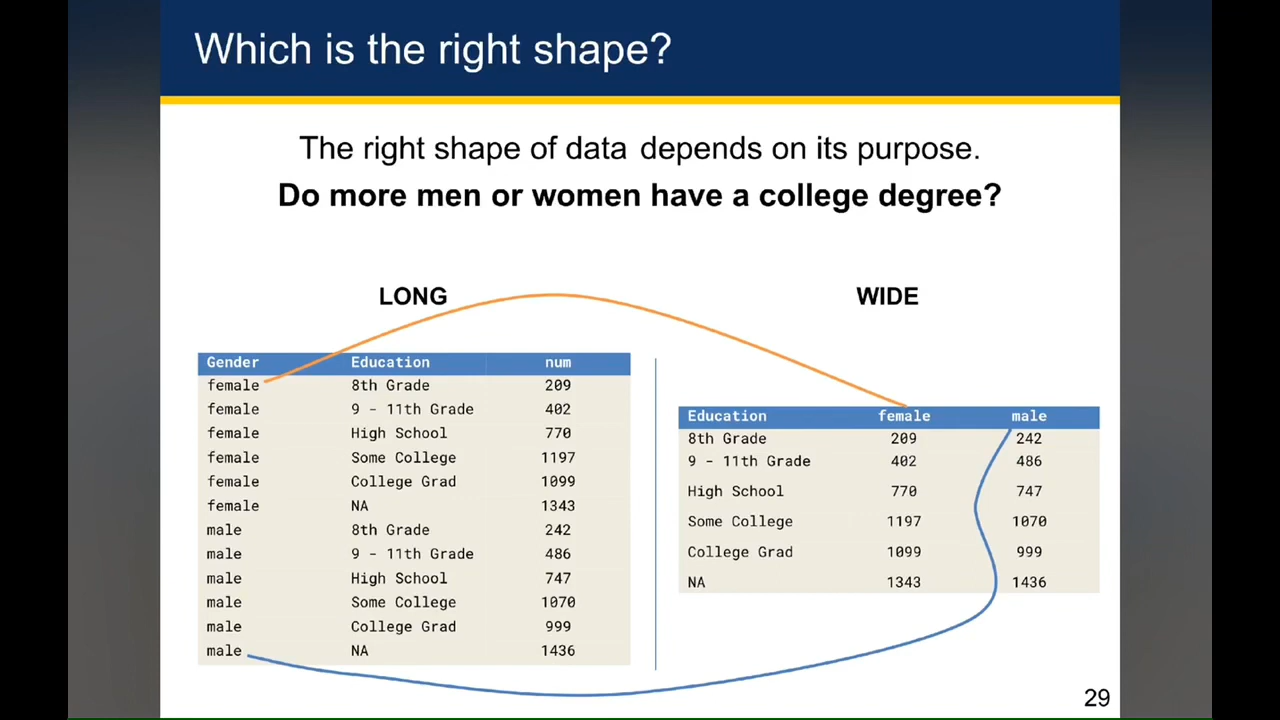 Which is the right shape?
The right shape of data depends on its purpose.
Do more men or women have a college degree?
LONG
Gender Education num
female 8th Grade 209
female 9 - 11th Grade 402
female High School 770
female Some College 1197
female College Grad 1099
female NA 1343
male 8th Grade 242
male 9 - 11th Grade 486
male High School 747
male Some College 1070
male College Grad 999
male NA 1436
WIDE
Education female male
8th Grade 209 242
9 - 11th Grade 402 486
High School 770 747
Some College 1197 1070
College Grad 1099 999
NA 1343 1436
29